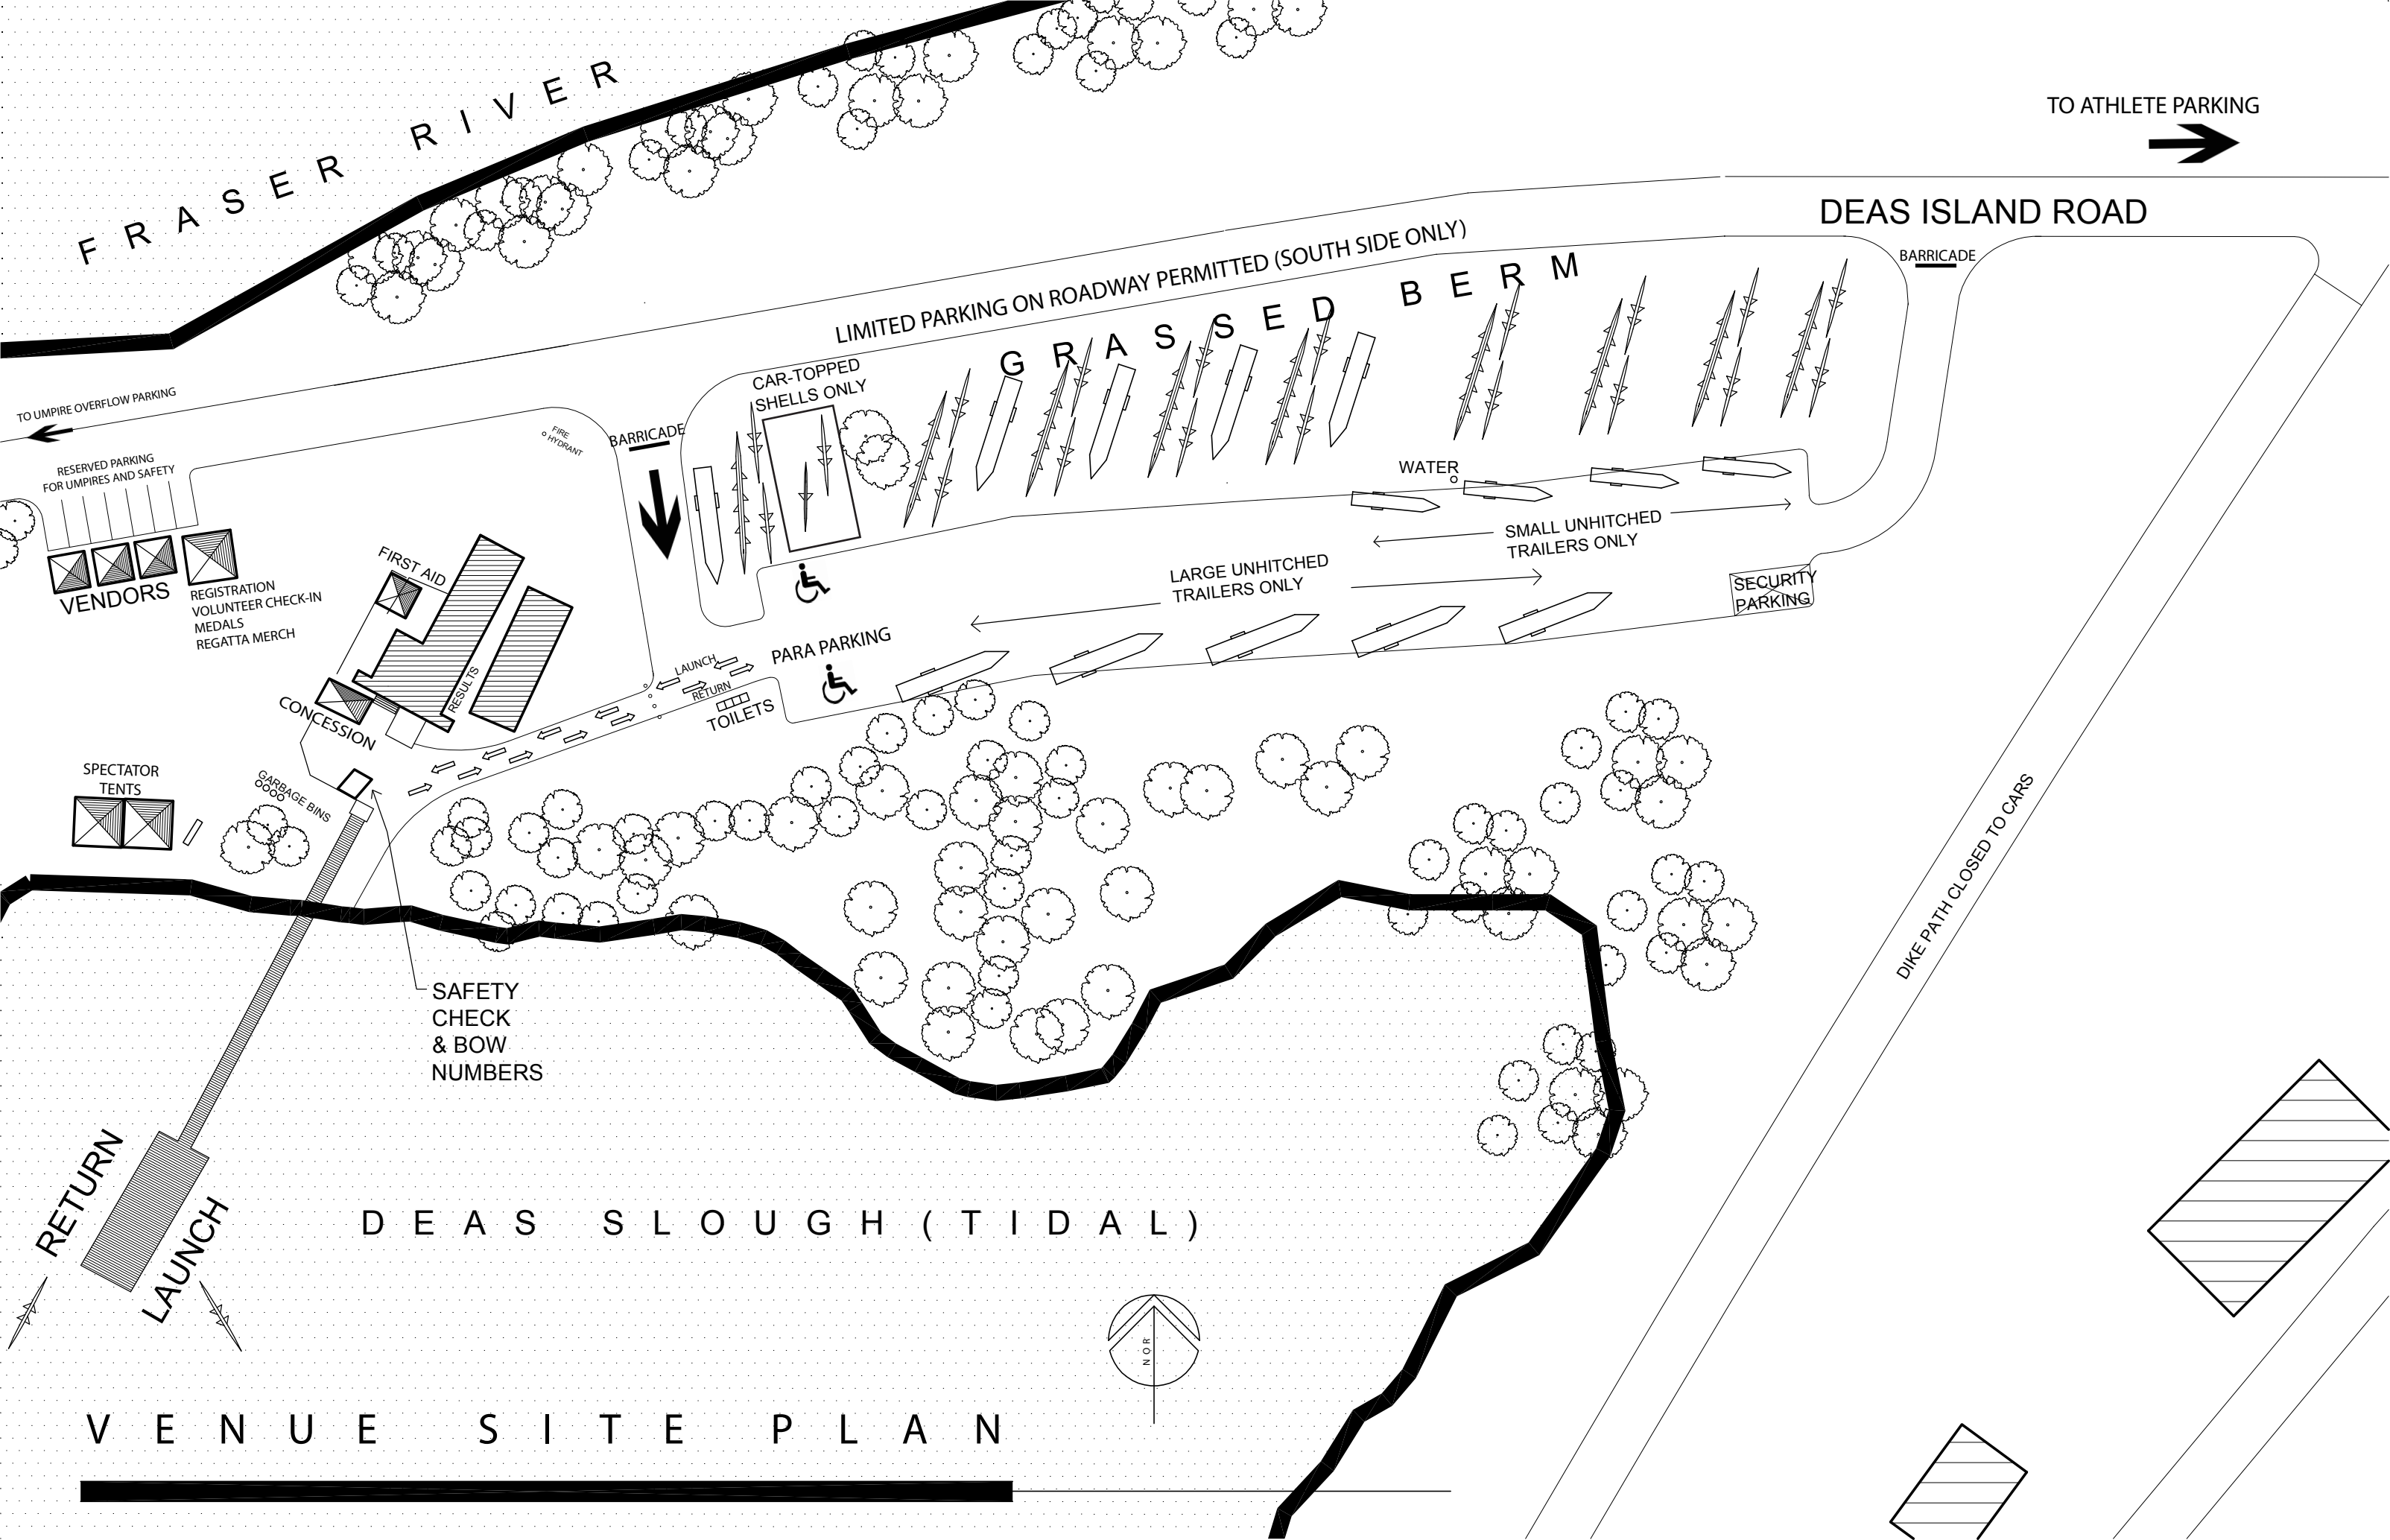 FRASER RIVER
TO ATHLETE PARKING
DEAS ISLAND ROAD
BARRICADE
LIMITED PARKING ON ROADWAY PERMITTED (SOUTH SIDE ONLY)
GRASSED BERM
CAR-TOPPED
SHELLS ONLY
TO UMPIRE OVERFLOW PARKING
FIRE
HYDRANT
BARRICADE
RESERVED PARKING
FOR UMPIRES AND SAFETY
WATER
SMALL UNHITCHED
TRAILERS ONLY
LARGE UNHITCHED
TRAILERS ONLY
SECURITY
PARKING
FIRST AID
VENDORS
REGISTRATION
VOLUNTEER CHECK-IN
MEDALS
REGATTA MERCH
PARA PARKING
LAUNCH
RETURN
TOILETS
RESULTS
CONCESSION
SPECTATOR
TENTS
GARBAGE BINS
DIKE PATH CLOSED TO CARS
SAFETY
CHECK
& BOW
NUMBERS
RETURN
LAUNCH
DEAS SLOUGH (TIDAL)
NOR
VENUE SITE PLAN